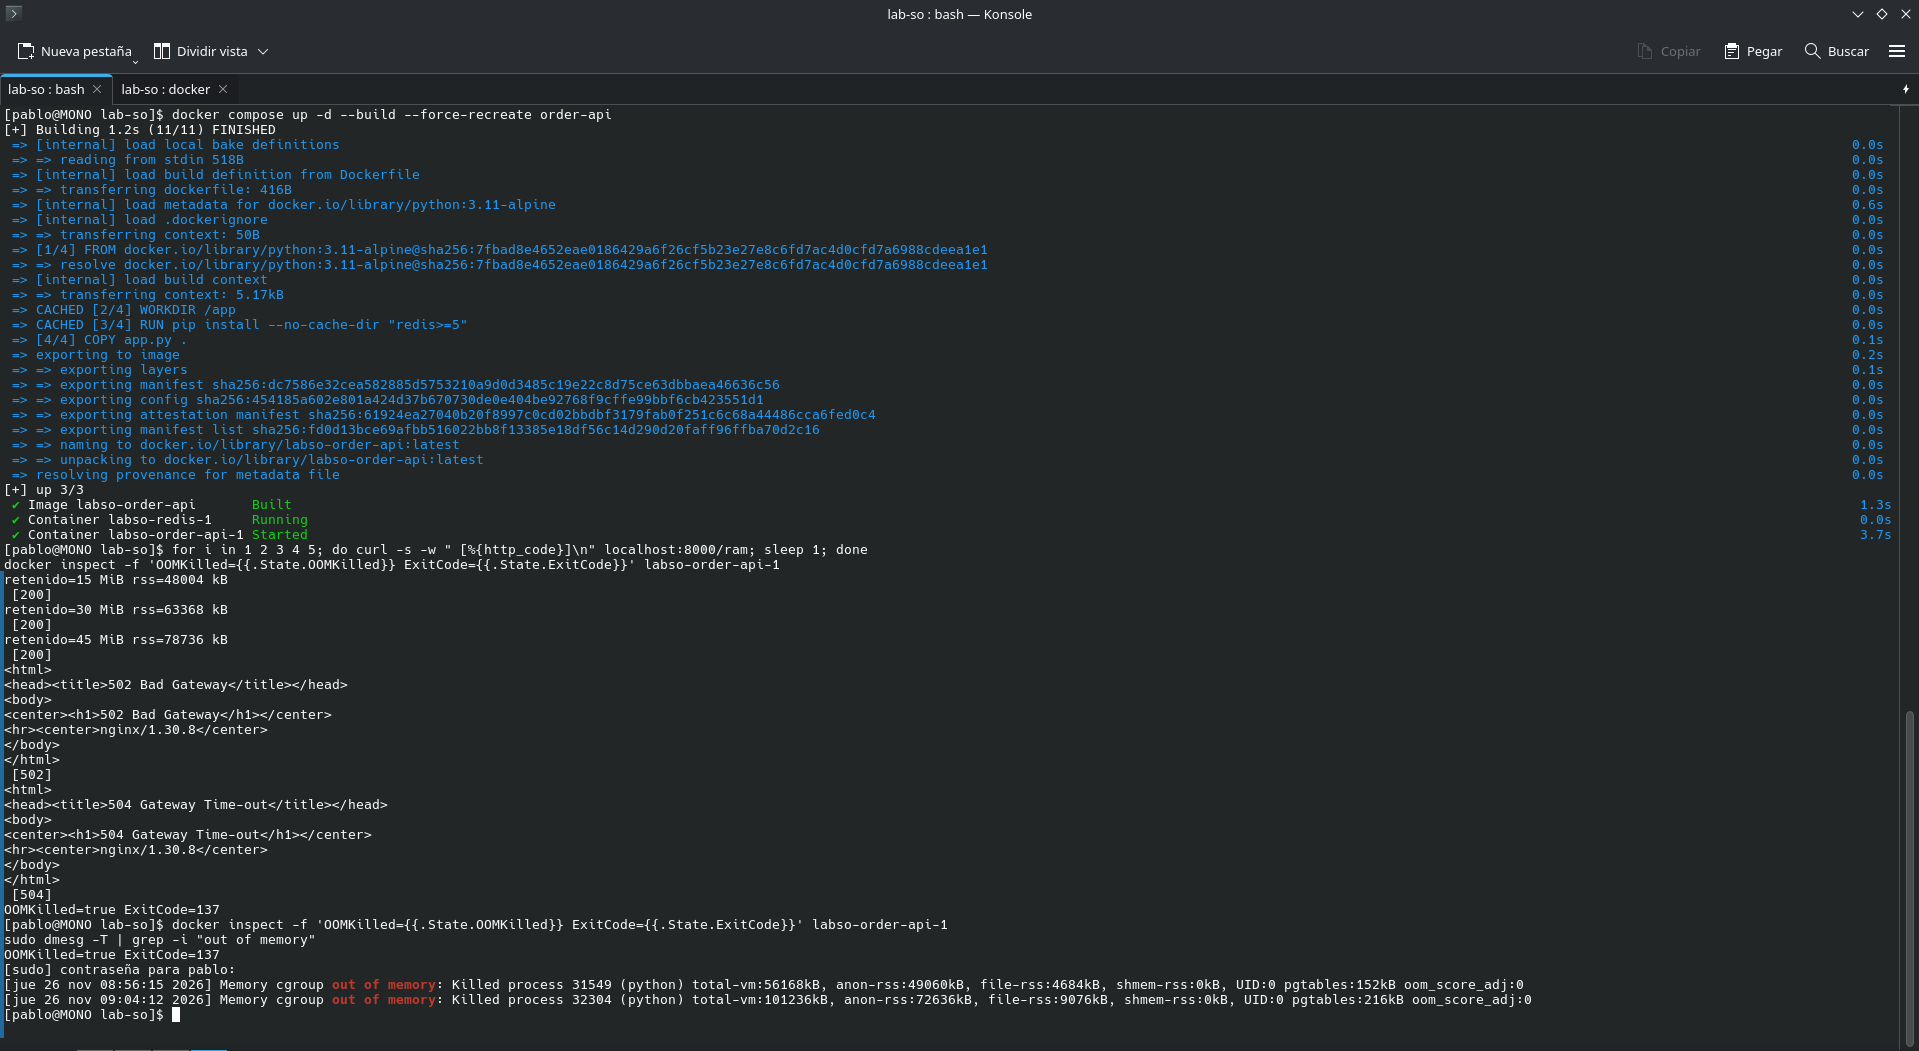 lab-so : bash — Konsole
Nueva pestaña Dividir vista Copiar Pegar Buscar
lab-so : bash lab-so : docker
[pablo@MONO lab-so]$ docker compose up -d --build --force-recreate order-api
[+] Building 1.2s (11/11) FINISHED
=> [internal] load local bake definitions 0.0s
=> => reading from stdin 518B 0.0s
=> [internal] load build definition from Dockerfile 0.0s
=> => transferring dockerfile: 416B 0.0s
=> [internal] load metadata for docker.io/library/python:3.11-alpine 0.6s
=> [internal] load .dockerignore 0.0s
=> => transferring context: 50B 0.0s
=> [1/4] FROM docker.io/library/python:3.11-alpine@sha256:7fbad8e4652eae0186429a6f26cf5b23e27e8c6fd7ac4d0cfd7a6988cdeea1e1 0.0s
=> => resolve docker.io/library/python:3.11-alpine@sha256:7fbad8e4652eae0186429a6f26cf5b23e27e8c6fd7ac4d0cfd7a6988cdeea1e1 0.0s
=> [internal] load build context 0.0s
=> => transferring context: 5.17kB 0.0s
=> CACHED [2/4] WORKDIR /app 0.0s
=> CACHED [3/4] RUN pip install --no-cache-dir "redis>=5" 0.0s
=> [4/4] COPY app.py . 0.1s
=> exporting to image 0.2s
=> => exporting layers 0.1s
=> => exporting manifest sha256:dc7586e32cea582885d5753210a9d0d3485c19e22c8d75ce63dbbaea46636c56 0.0s
=> => exporting config sha256:454185a602e801a424d37b670730de0e404be92768f9cffe99bbf6cb423551d1 0.0s
=> => exporting attestation manifest sha256:61924ea27040b20f8997c0cd02bbdbf3179fab0f251c6c68a44486cca6fed0c4 0.0s
=> => exporting manifest list sha256:fd0d13bce69afbb516022bb8f13385e18df56c14d290d20faff96ffba70d2c16 0.0s
=> => naming to docker.io/library/labso-order-api:latest 0.0s
=> => unpacking to docker.io/library/labso-order-api:latest 0.0s
=> resolving provenance for metadata file 0.0s
[+] up 3/3
✔ Image labso-order-api Built 1.3s
✔ Container labso-redis-1 Running 0.0s
✔ Container labso-order-api-1 Started 3.7s
[pablo@MONO lab-so]$ for i in 1 2 3 4 5; do curl -s -w " [%{http_code}]\n" localhost:8000/ram; sleep 1; done
docker inspect -f 'OOMKilled={{.State.OOMKilled}} ExitCode={{.State.ExitCode}}' labso-order-api-1
retenido=15 MiB rss=48004 kB
[200]
retenido=30 MiB rss=63368 kB
[200]
retenido=45 MiB rss=78736 kB
[200]
<html>
<head><title>502 Bad Gateway</title></head>
<body>
<center><h1>502 Bad Gateway</h1></center>
<hr><center>nginx/1.30.8</center>
</body>
</html>
[502]
<html>
<head><title>504 Gateway Time-out</title></head>
<body>
<center><h1>504 Gateway Time-out</h1></center>
<hr><center>nginx/1.30.8</center>
</body>
</html>
[504]
OOMKilled=true ExitCode=137
[pablo@MONO lab-so]$ docker inspect -f 'OOMKilled={{.State.OOMKilled}} ExitCode={{.State.ExitCode}}' labso-order-api-1
sudo dmesg -T | grep -i "out of memory"
OOMKilled=true ExitCode=137
[sudo] contraseña para pablo:
[jue 26 nov 08:56:15 2026] Memory cgroup out of memory: Killed process 31549 (python) total-vm:56168kB, anon-rss:49060kB, file-rss:4684kB, shmem-rss:0kB, UID:0 pgtables:152kB oom_score_adj:0
[jue 26 nov 09:04:12 2026] Memory cgroup out of memory: Killed process 32304 (python) total-vm:101236kB, anon-rss:72636kB, file-rss:9076kB, shmem-rss:0kB, UID:0 pgtables:216kB oom_score_adj:0
[pablo@MONO lab-so]$